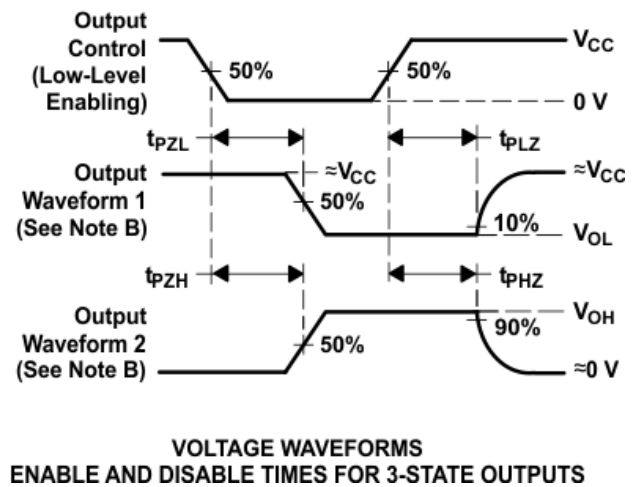 Output
Control
(Low-Level
Enabling)
50%
50%
VCC
0 V
tPZL
tPLZ
Output
Waveform 1
(See Note B)
≈VCC
50%
≈VCC
10%
VOL
tPZH
tPHZ
Output
Waveform 2
(See Note B)
50%
VOH
90%
≈0 V
VOLTAGE WAVEFORMS
ENABLE AND DISABLE TIMES FOR 3-STATE OUTPUTS